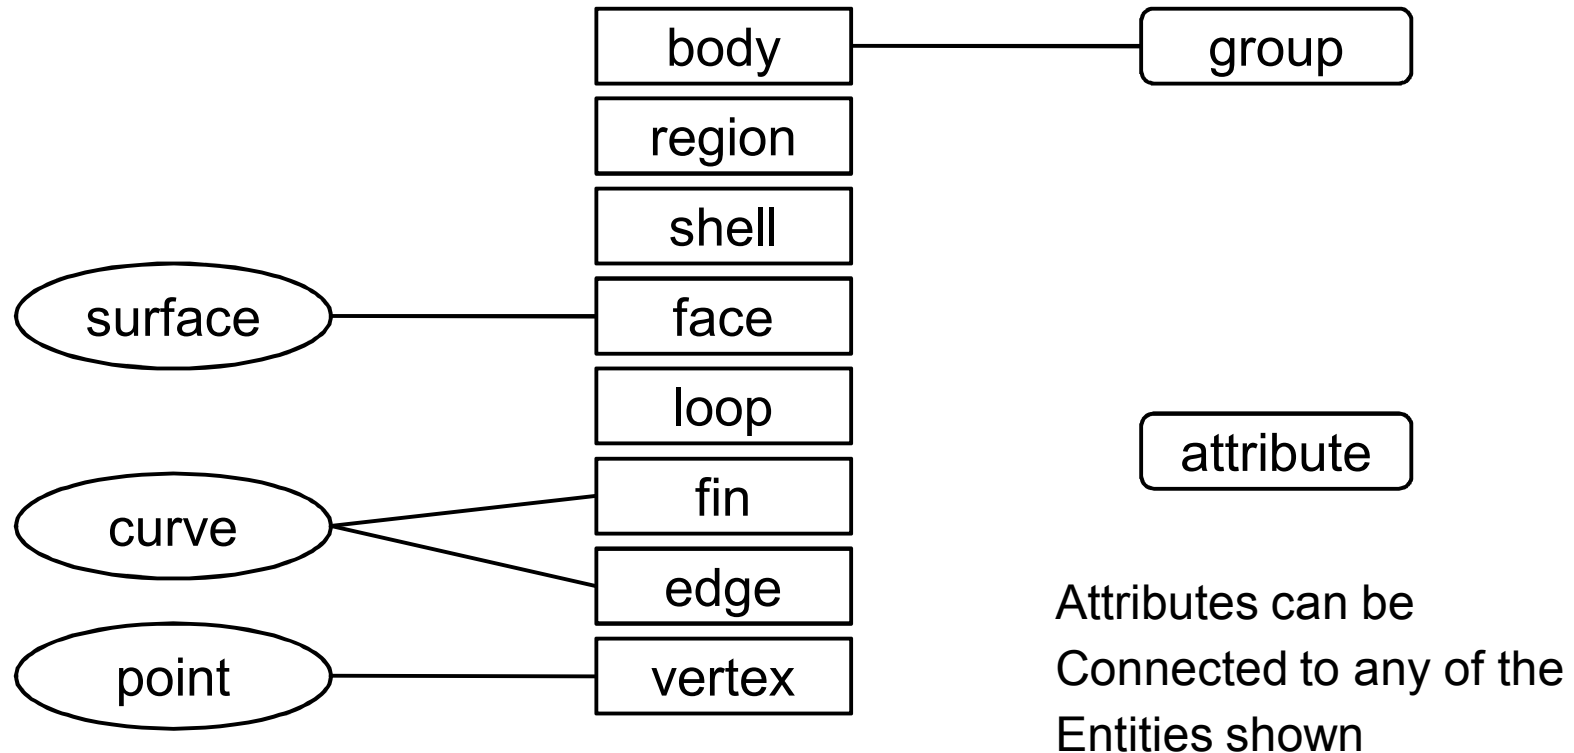 body
group
region
shell
surface
face
loop
attribute
fin
curve
edge
Attributes can be
point
vertex
Connected to any of the
Entities shown